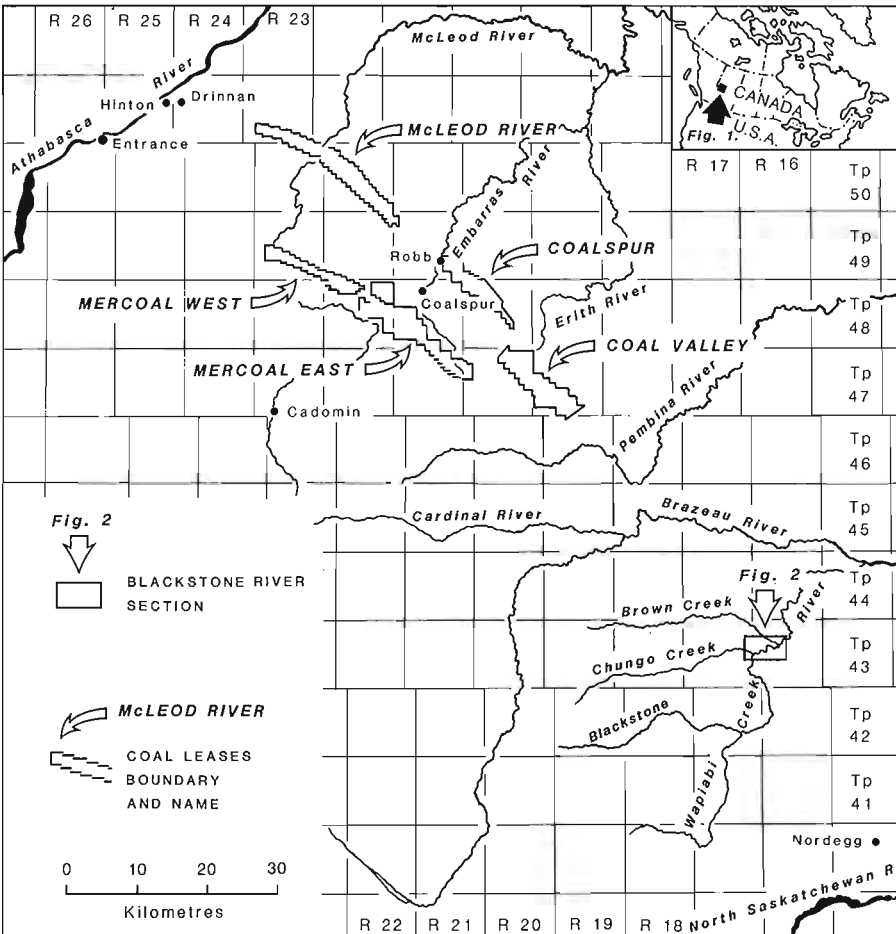 R 26 R 25 R 24 R 23
McLeod River
Athabasca River
Hinton
Drinnan
Entrance
McLEOD RIVER
CANADA
U.S.A.
Fig. 1.
R 17 R 16
Tp 50
Embarras River
Robb
COALSPUR
Tp 49
MERCOAL WEST
Coalspur
Erith River
Tp 48
MERCOAL EAST
COAL VALLEY
Tp 47
Cadomin
Pembina River
Tp 46
Cardinal River
Brazeau River
Tp 45
Fig. 2
BLACKSTONE RIVER
SECTION
Fig. 2
Tp 44
Brown Creek
River
Chungo Creek
Tp 43
McLEOD RIVER
COAL LEASES
BOUNDARY
AND NAME
Blackstone
Creek
Tp 42
Wapiabi
Tp 41
Nordegg
0 10 20 30
Kilometres
R 22 R 21 R 20 R 19 R 18
North Saskatchewan R